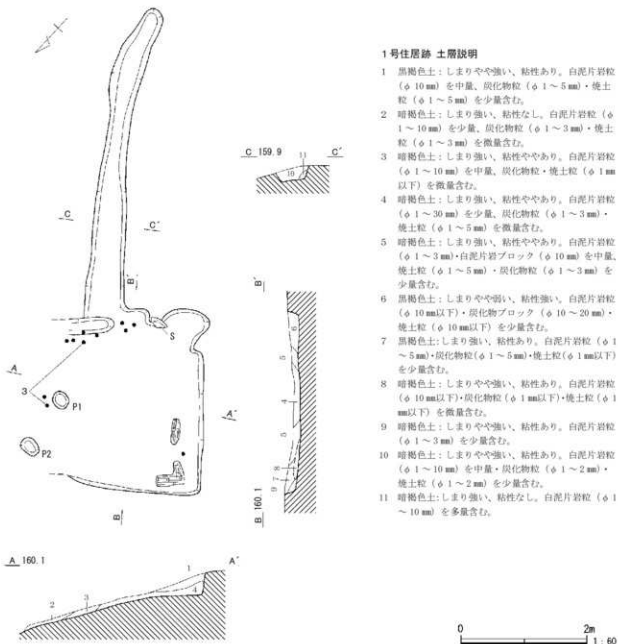 1号住居跡 土層説明
1 黒褐色土：しまりやや強い、粘性あり。白泥片岩粒
（φ10㎜）を中量、炭化物粒（φ1～5㎜）・焼土
粒（φ1～5㎜）を少量含む。
2 暗褐色土：しまり強い、粘性なし。白泥片岩粒（φ
1～10㎜）を少量、炭化物粒（φ1～3㎜）・焼土
粒（φ1～3㎜）を微量含む。
3 暗褐色土：しまり強い、粘性ややあり。白泥片岩粒
（φ1～10㎜）を中量、炭化物粒・焼土粒（φ1㎜
以下）を微量含む。
4 暗褐色土：しまり強い、粘性ややあり。白泥片岩粒
（φ1～30㎜）を少量、炭化物粒（φ1～3㎜）・
焼土粒（φ1～5㎜）を微量含む。
5 暗褐色土：しまり強い、粘性ややあり。白泥片岩粒
（φ1～3㎜）・白泥片岩ブロック（φ10㎜）を中量、
焼土粒（φ1～5㎜）・炭化物粒（φ1～3㎜）を
少量含む。
6 黒褐色土：しまりやや弱い、粘性強い。白泥片岩粒
（φ10㎜以下）・炭化物ブロック（φ10～20㎜）・
焼土粒（φ10㎜以下）を少量含む。
7 黒褐色土：しまり強い、粘性あり。白泥片岩粒（φ1
～5㎜）・炭化物粒（φ1～5㎜）・焼土粒（φ1㎜以下）
を少量含む。
8 暗褐色土：しまりやや強い、粘性あり。白泥片岩粒
（φ10㎜以下）・炭化物粒（φ1㎜以下）・焼土粒（φ1
㎜以下）を微量含む。
9 暗褐色土：しまりやや強い、粘性あり。白泥片岩粒
（φ1～3㎜）を少量含む。
10 暗褐色土：しまりやや強い、粘性あり。白泥片岩粒
（φ1～10㎜）を中量・炭化物粒（φ1～2㎜）・
焼土粒（φ1～2㎜）を少量含む。
11 暗褐色土：しまり強い、粘性なし。白泥片岩粒（φ1
～10㎜）を多量含む。
C 159.9 C´
11
10
C
C´
B´
S
A
3
P1
A´
P2
B
B´
6
5
4
5
8
7
9
B 160.1
A 160.1 A´
1
2
3
4
0 2m
1：60